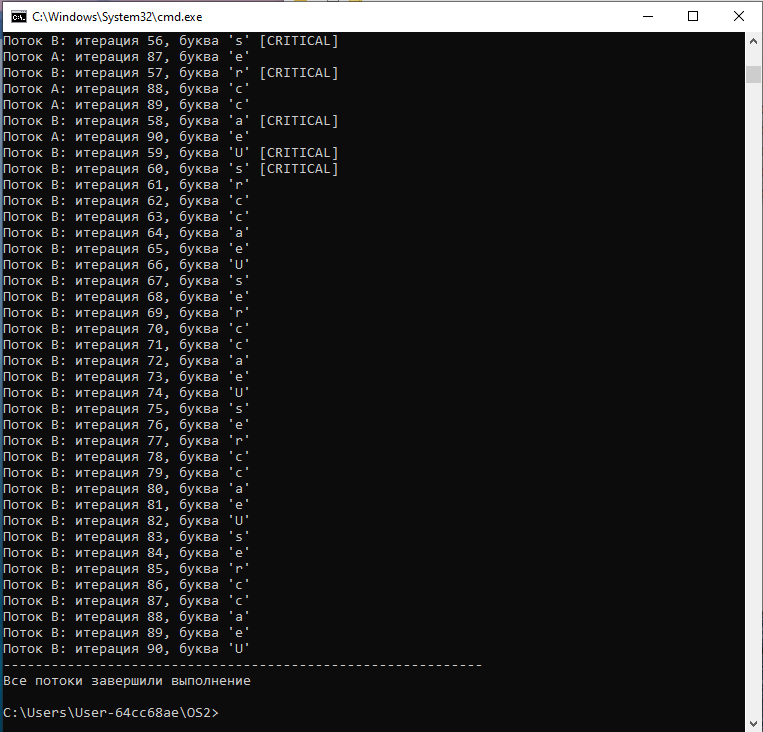 C:\Windows\System32\cmd.exe
Поток B: итерация 56, буква 's' [CRITICAL]
Поток A: итерация 87, буква 'e'
Поток B: итерация 57, буква 'r' [CRITICAL]
Поток A: итерация 88, буква 'c'
Поток A: итерация 89, буква 'c'
Поток B: итерация 58, буква 'a' [CRITICAL]
Поток A: итерация 90, буква 'e'
Поток B: итерация 59, буква 'U' [CRITICAL]
Поток B: итерация 60, буква 's' [CRITICAL]
Поток B: итерация 61, буква 'r'
Поток B: итерация 62, буква 'c'
Поток B: итерация 63, буква 'c'
Поток B: итерация 64, буква 'a'
Поток B: итерация 65, буква 'e'
Поток B: итерация 66, буква 'U'
Поток B: итерация 67, буква 's'
Поток B: итерация 68, буква 'e'
Поток B: итерация 69, буква 'r'
Поток B: итерация 70, буква 'c'
Поток B: итерация 71, буква 'c'
Поток B: итерация 72, буква 'a'
Поток B: итерация 73, буква 'e'
Поток B: итерация 74, буква 'U'
Поток B: итерация 75, буква 's'
Поток B: итерация 76, буква 'e'
Поток B: итерация 77, буква 'r'
Поток B: итерация 78, буква 'c'
Поток B: итерация 79, буква 'c'
Поток B: итерация 80, буква 'a'
Поток B: итерация 81, буква 'e'
Поток B: итерация 82, буква 'U'
Поток B: итерация 83, буква 's'
Поток B: итерация 84, буква 'e'
Поток B: итерация 85, буква 'r'
Поток B: итерация 86, буква 'c'
Поток B: итерация 87, буква 'c'
Поток B: итерация 88, буква 'a'
Поток B: итерация 89, буква 'e'
Поток B: итерация 90, буква 'U'
------------------------------------------------------------
Все потоки завершили выполнение
C:\Users\User-64cc68ae\OS2>